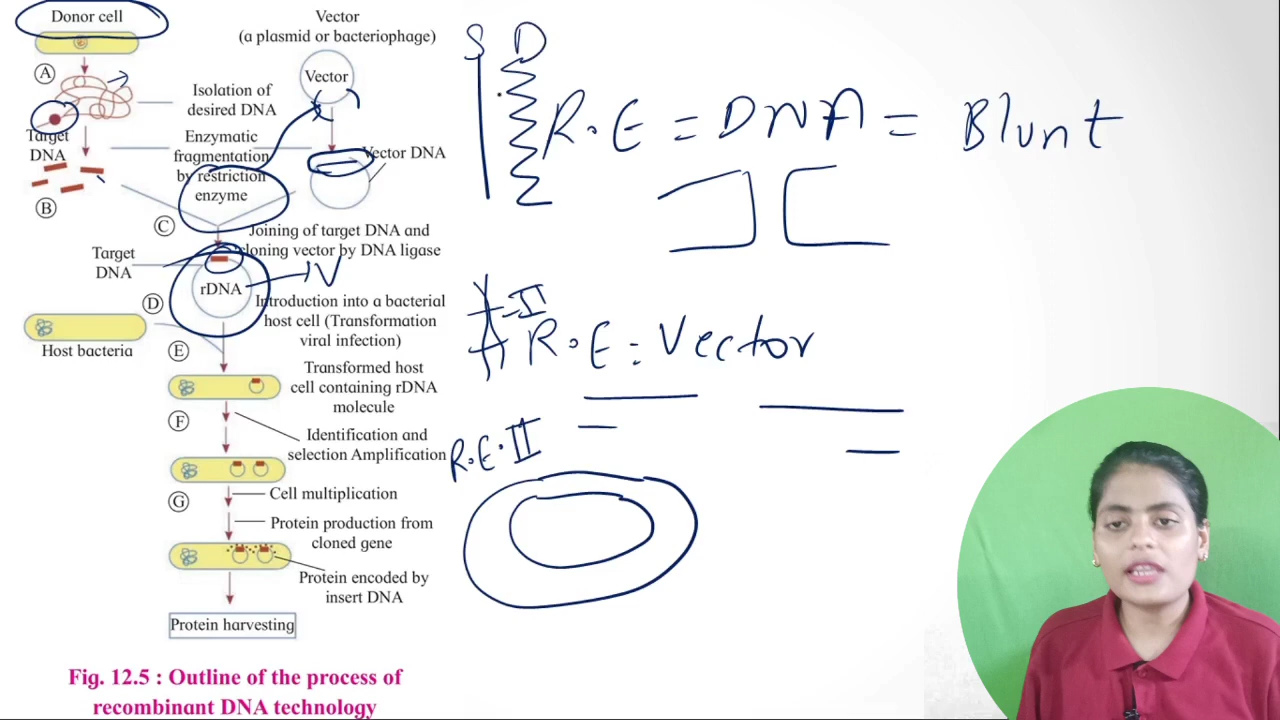 Donor cell
Vector
(a plasmid or bacteriophage)
Vector
A
Isolation of
desired DNA
Target
DNA
Enzymatic
fragmentation
by restriction
enzyme
Vector DNA
B
C
Joining of target DNA and
cloning vector by DNA ligase
Target
DNA
rDNA
V
D
Introduction into a bacterial
host cell (Transformation
viral infection)
Host bacteria
E
Transformed host
cell containing rDNA
molecule
F
Identification and
selection Amplification
G
Cell multiplication
Protein production from
cloned gene
Protein encoded by
insert DNA
Protein harvesting
Fig. 12.5 : Outline of the process of
recombinant DNA technology
S D
R.E = DNA = Blunt
II
R.E = Vector
R.E. II